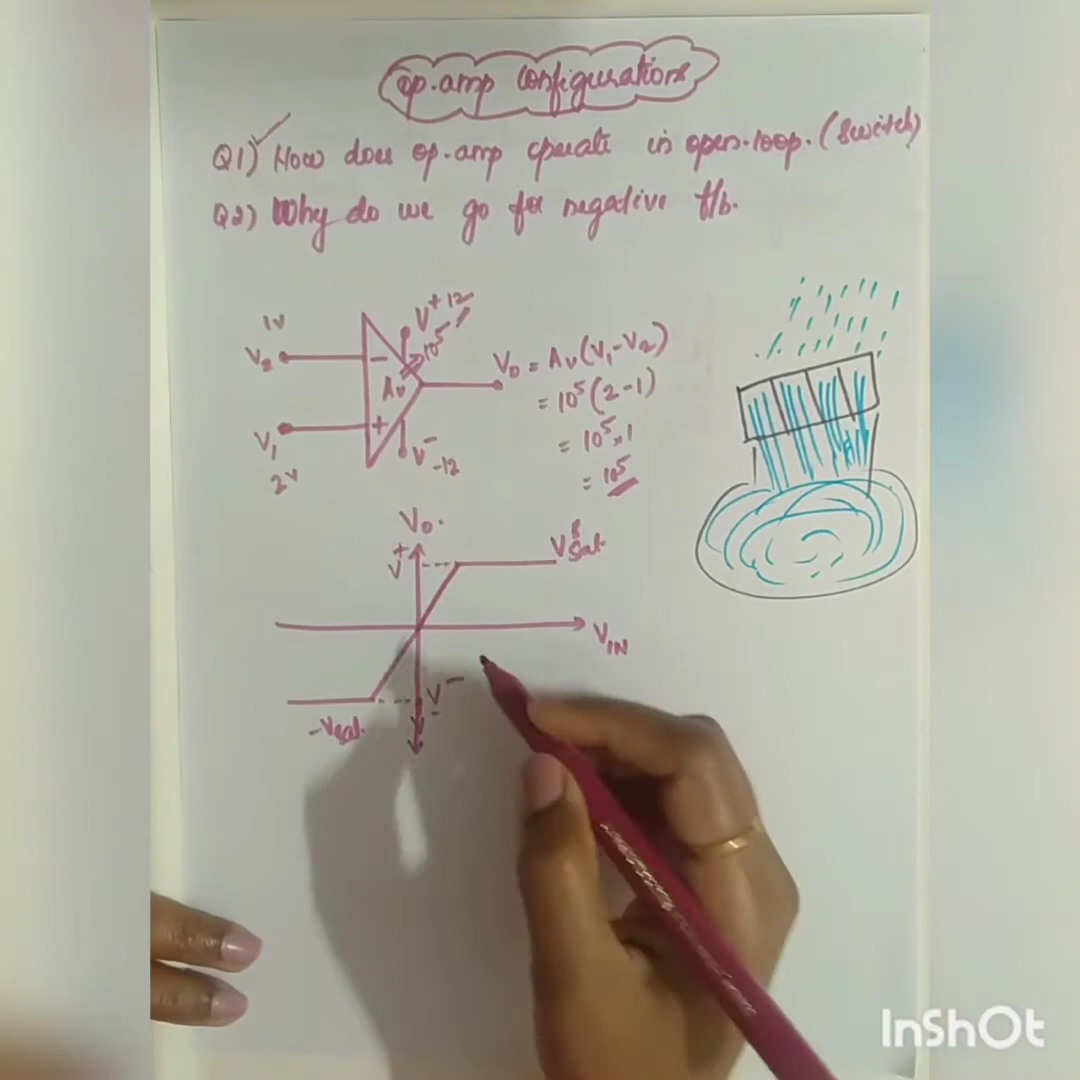 op-amp configurations
Q1) How does op-amp operate in open-loop. (switch)
Q2) Why do we go for negative f/b.
1V
V2
V1
2V
V+ +12
10^5
Av
V- -12
Vo = Av(V1-V2)
= 10^5(2-1)
= 10^5×1
= 10^5
Vo.
V+
Vsat.
VIN
V-
-Vsat.
InShOt